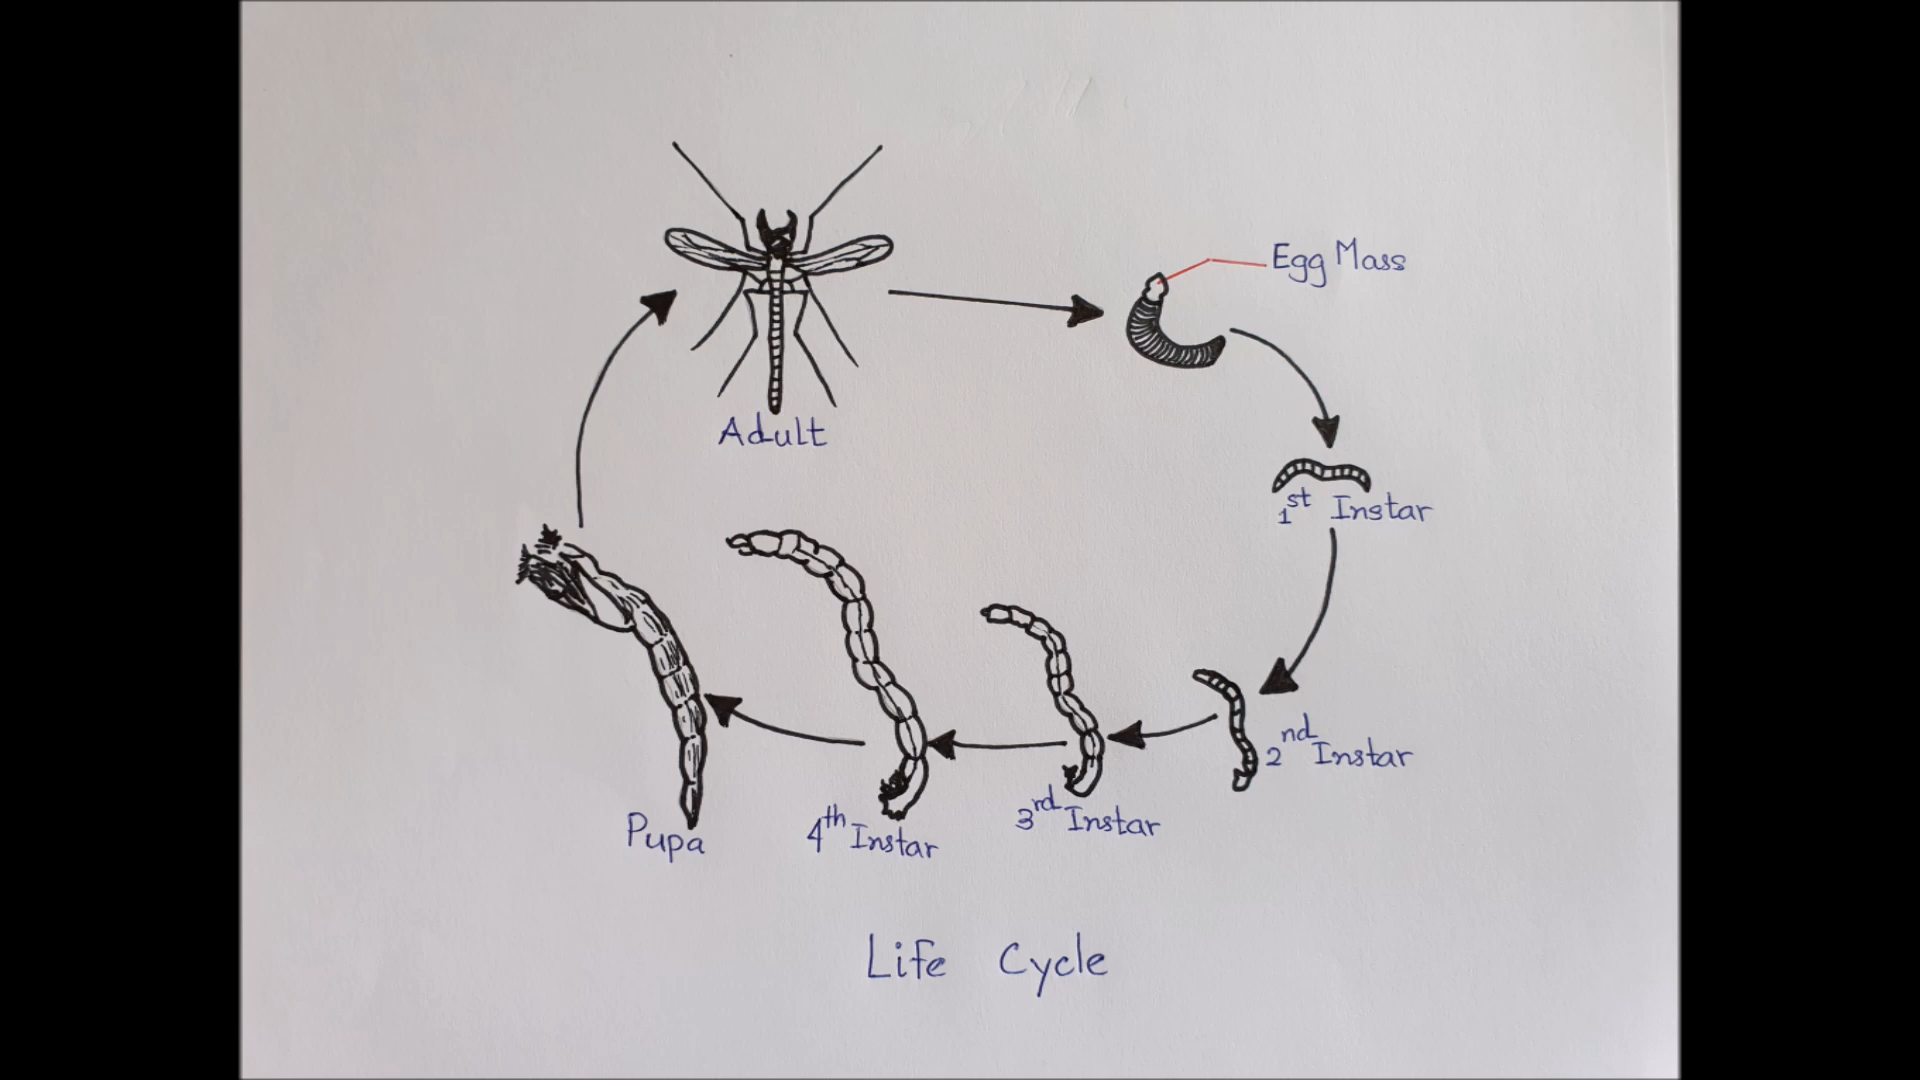 Egg Mass
Adult
1st Instar
2nd Instar
3rd Instar
4th Instar
Pupa
Life Cycle